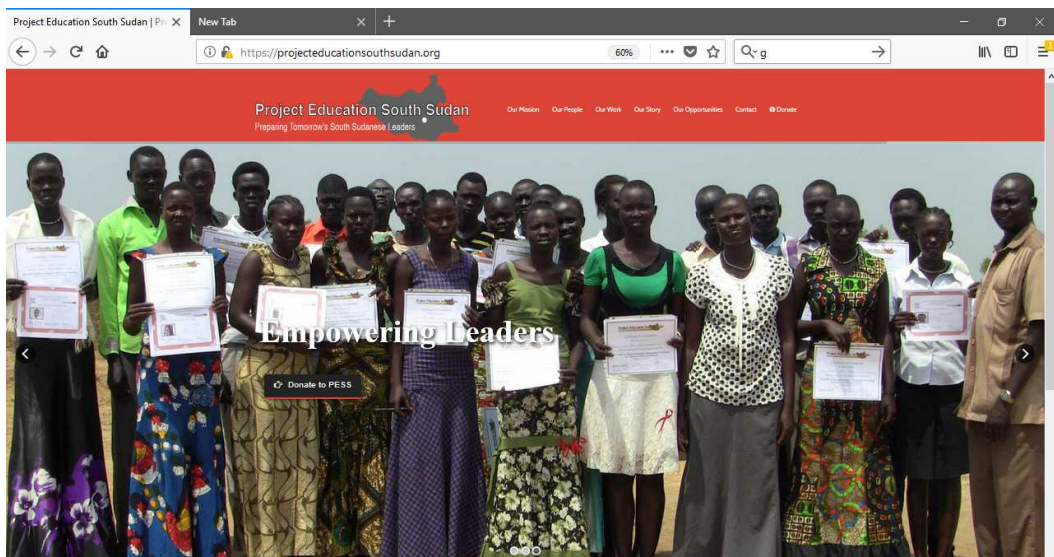 Project Education South Sudan | Pr
New Tab
https://projecteducationsouthsudan.org
60%
g
Project Education South Sudan
Preparing Tomorrow's South Sudanese Leaders
Our Mission
Our People
Our Work
Our Story
Our Opportunities
Contact
Donate
Empowering Leaders
Donate to PESS